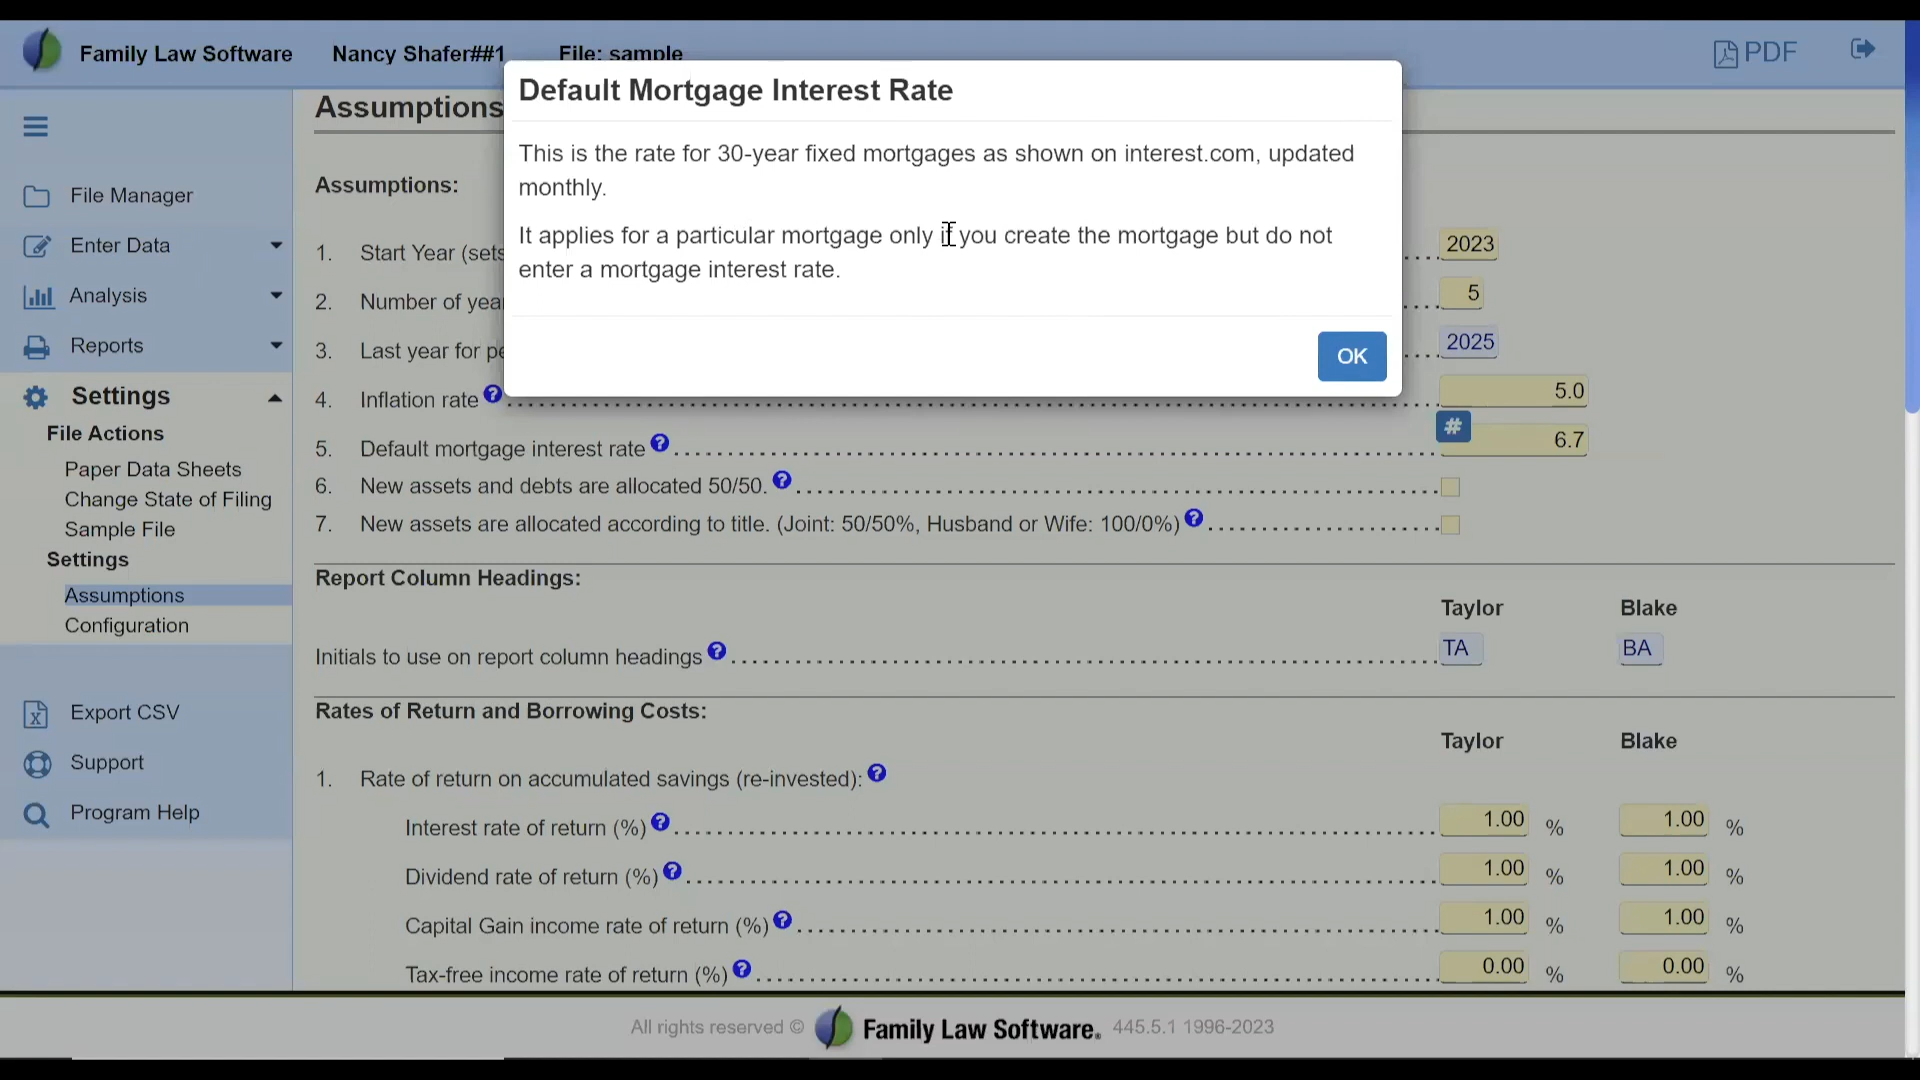 Family Law Software Nancy Shafer##1 File: sample PDF
Default Mortgage Interest Rate
This is the rate for 30-year fixed mortgages as shown on interest.com, updated
monthly.
It applies for a particular mortgage only if you create the mortgage but do not
enter a mortgage interest rate.
OK
File Manager
Enter Data
Analysis
Reports
Settings
File Actions
Paper Data Sheets
Change State of Filing
Sample File
Settings
Assumptions
Configuration
Export CSV
Support
Program Help
Assumptions
Assumptions:
1. Start Year (sets 2023
2. Number of 5
3. Last year for 2025
4. Inflation rate 5.0
5. Default mortgage interest rate # 6.7
6. New assets and debts are allocated 50/50.
7. New assets are allocated according to title. (Joint: 50/50%, Husband or Wife: 100/0%)
Report Column Headings:
Taylor Blake
Initials to use on report column headings TA BA
Rates of Return and Borrowing Costs:
Taylor Blake
1. Rate of return on accumulated savings (re-invested):
Interest rate of return (%) 1.00 % 1.00 %
Dividend rate of return (%) 1.00 % 1.00 %
Capital Gain income rate of return (%) 1.00 % 1.00 %
Tax-free income rate of return (%) 0.00 % 0.00 %
All rights reserved © Family Law Software. 445.5.1 1996-2023